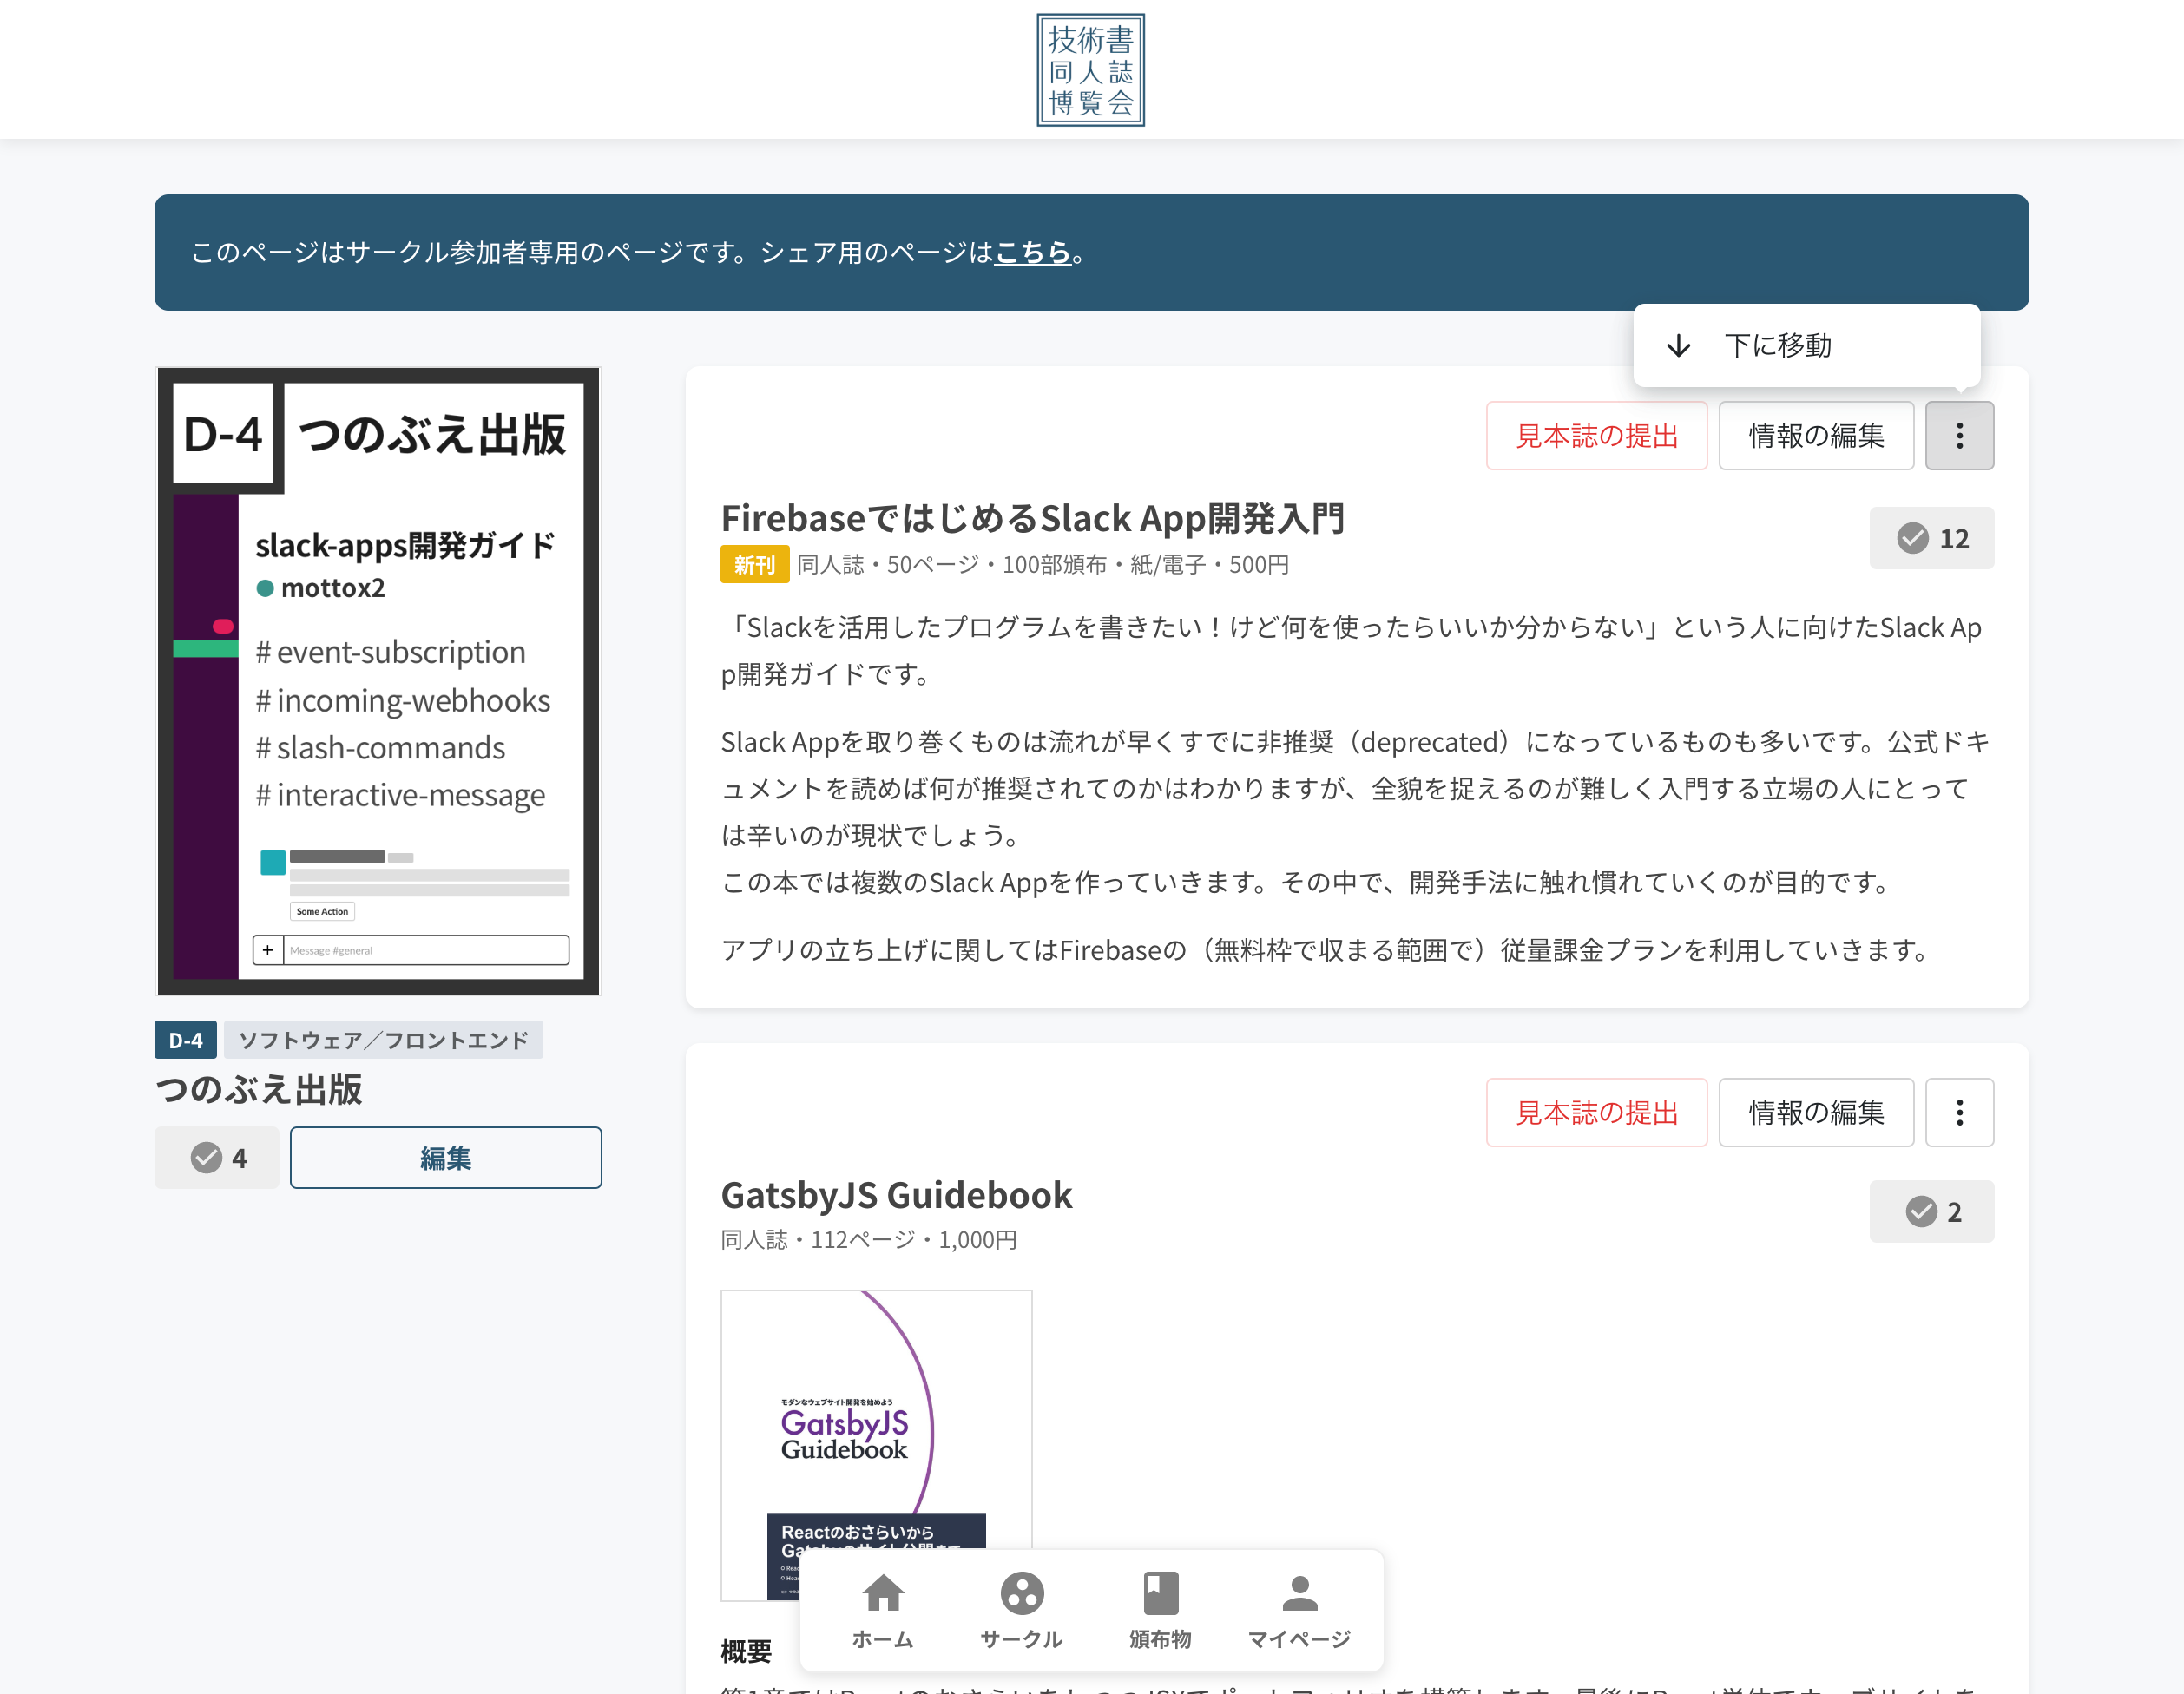 技術書
同人誌
博覧会
このページはサークル参加者専用のページです。シェア用のページはこちら。
下に移動
D-4
つのぶえ出版
slack-apps開発ガイド
mottox2
# event-subscription
# incoming-webhooks
# slash-commands
# interactive-message
Some Action
+
Message #general
D-4
ソフトウェア／フロントエンド
つのぶえ出版
4
編集
見本誌の提出
情報の編集
FirebaseではじめるSlack App開発入門
12
新刊 同人誌・50ページ・100部頒布・紙/電子・500円
「Slackを活用したプログラムを書きたい！けど何を使ったらいいか分からない」という人に向けたSlack Ap
p開発ガイドです。
Slack Appを取り巻くものは流れが早くすでに非推奨（deprecated）になっているものも多いです。公式ドキ
ュメントを読めば何が推奨されてのかはわかりますが、全貌を捉えるのが難しく入門する立場の人にとって
は辛いのが現状でしょう。
この本では複数のSlack Appを作っていきます。その中で、開発手法に触れ慣れていくのが目的です。
アプリの立ち上げに関してはFirebaseの（無料枠で収まる範囲で）従量課金プランを利用していきます。
見本誌の提出
情報の編集
GatsbyJS Guidebook
2
同人誌・112ページ・1,000円
モダンなウェブサイト開発を始めよう
GatsbyJS
Guidebook
Reactのおさらいから
概要
ホーム
サークル
頒布物
マイページ